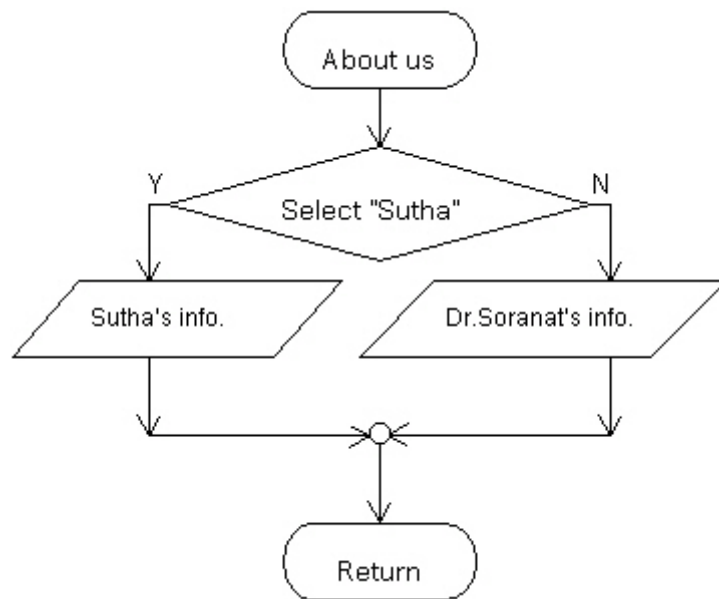 About us
Y
N
Select "Sutha"
Sutha's info.
Dr.Soranat's info.
Return